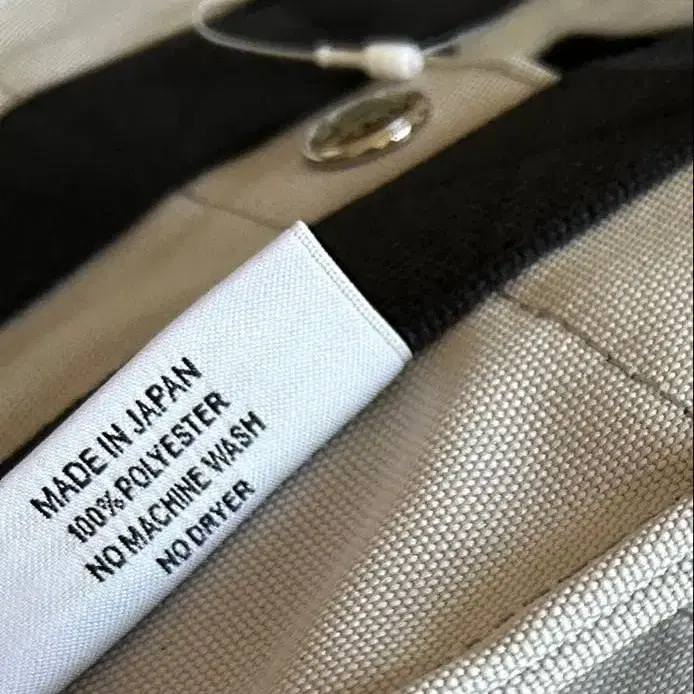 MADE IN JAPAN
100% POLYESTER
NO MACHINE WASH
NO DRYER